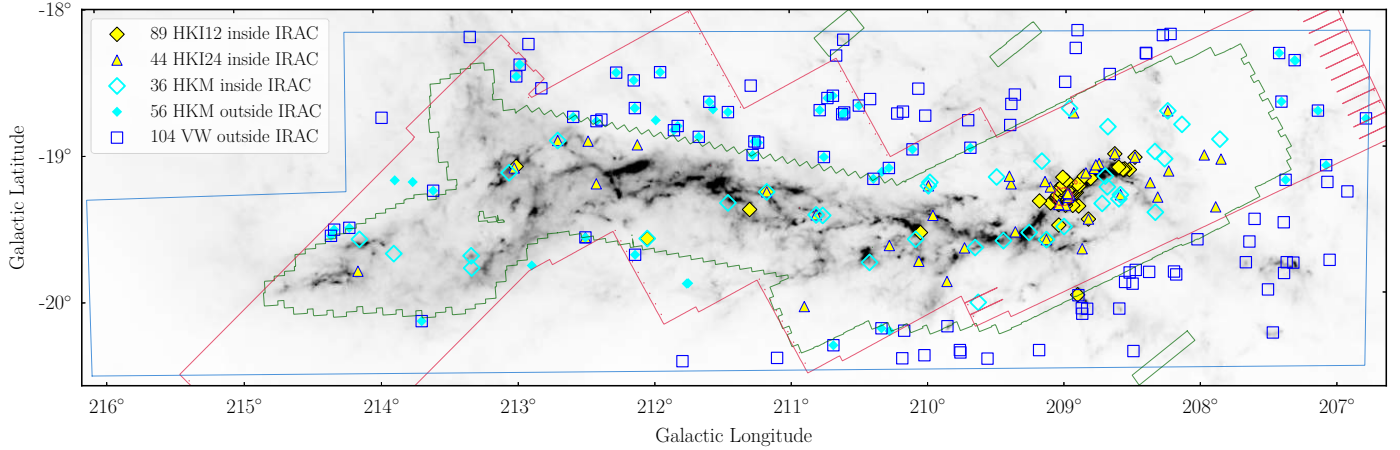 -18°
89 HKI12 inside IRAC
44 HKI24 inside IRAC
36 HKM inside IRAC
56 HKM outside IRAC
104 VW outside IRAC
-19°
-20°
Galactic Latitude
216° 215° 214° 213° 212° 211° 210° 209° 208° 207°
Galactic Longitude